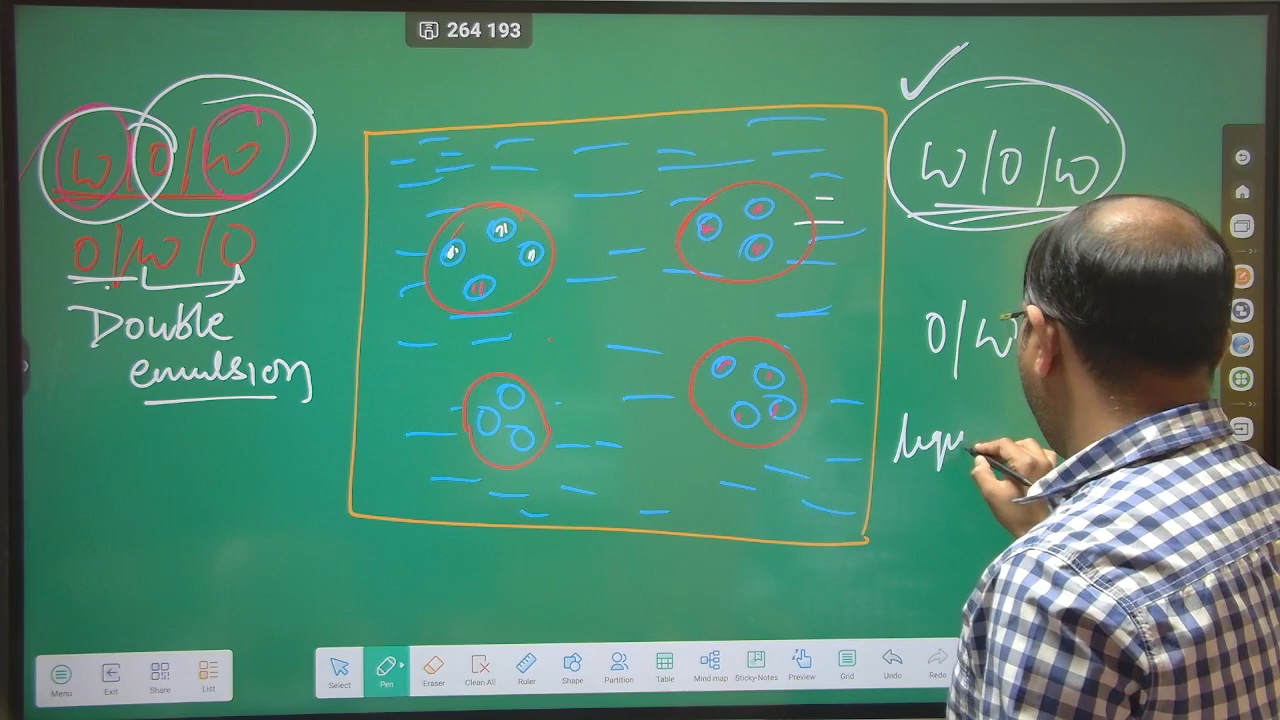 264 193
W/O/W
O/W/O
Double
emulsion
W/O/W
O/W
Menu
Exit
Share
List
Select
Pen
Eraser
Clean All
Ruler
Shape
Partition
Table
Mind map
Sticky-Notes
Preview
Grid
Undo
Redo